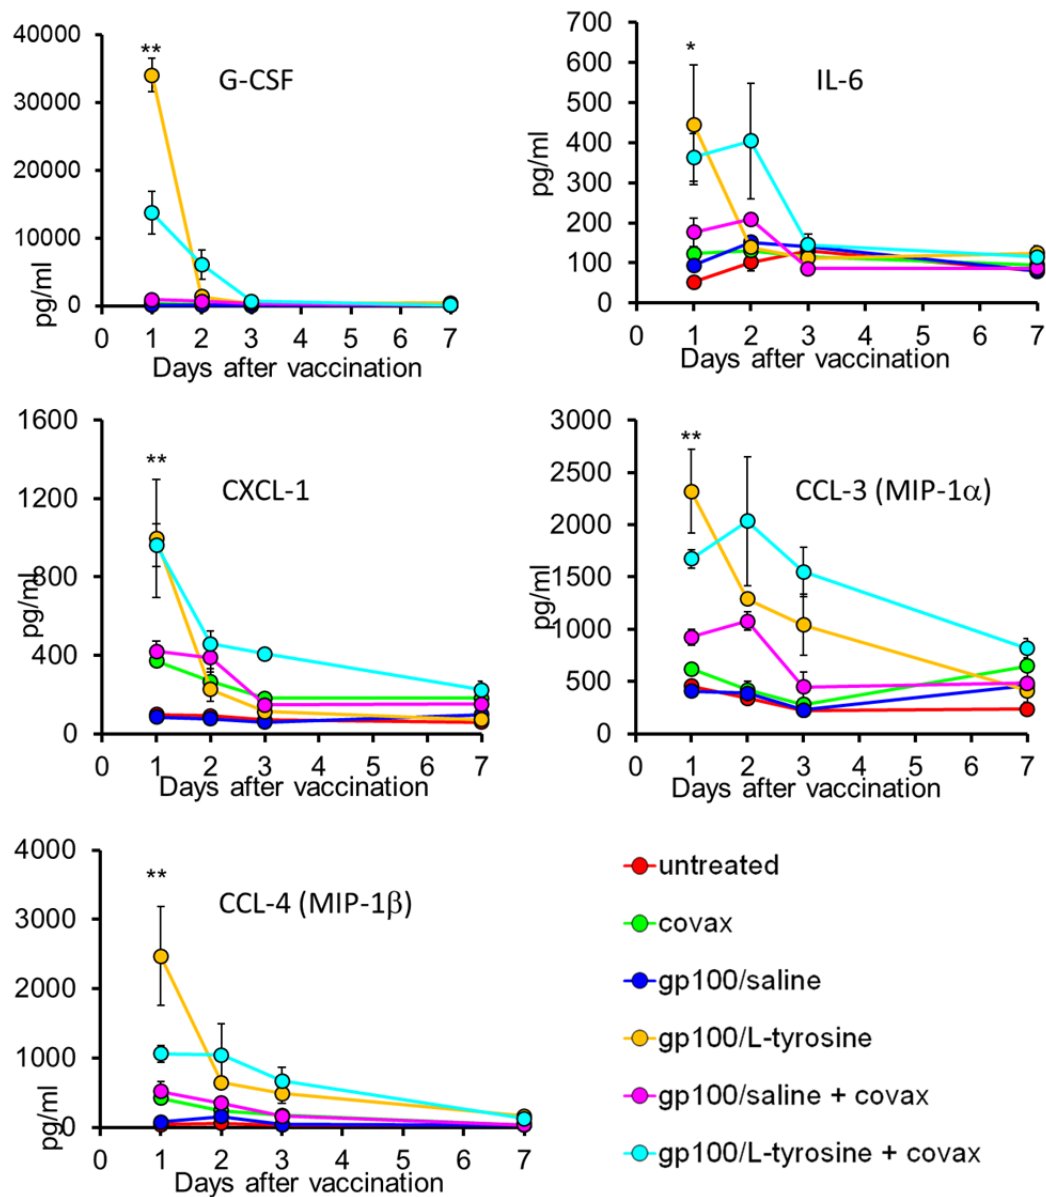 G-CSF
**
40000
30000
20000
10000
0
pg/ml
0 1 2 3 4 5 6 7
Days after vaccination
IL-6
*
700
600
500
400
300
200
100
0
pg/ml
0 1 2 3 4 5 6 7
Days after vaccination
CXCL-1
**
1600
1200
800
400
0
pg/ml
0 1 2 3 4 5 6 7
Days after vaccination
CCL-3 (MIP-1α)
**
3000
2500
2000
1500
1000
500
0
pg/ml
0 1 2 3 4 5 6 7
Days after vaccination
CCL-4 (MIP-1β)
**
4000
3000
2000
1000
0
pg/ml
0 1 2 3 4 5 6 7
Days after vaccination
untreated
covax
gp100/saline
gp100/L-tyrosine
gp100/saline + covax
gp100/L-tyrosine + covax